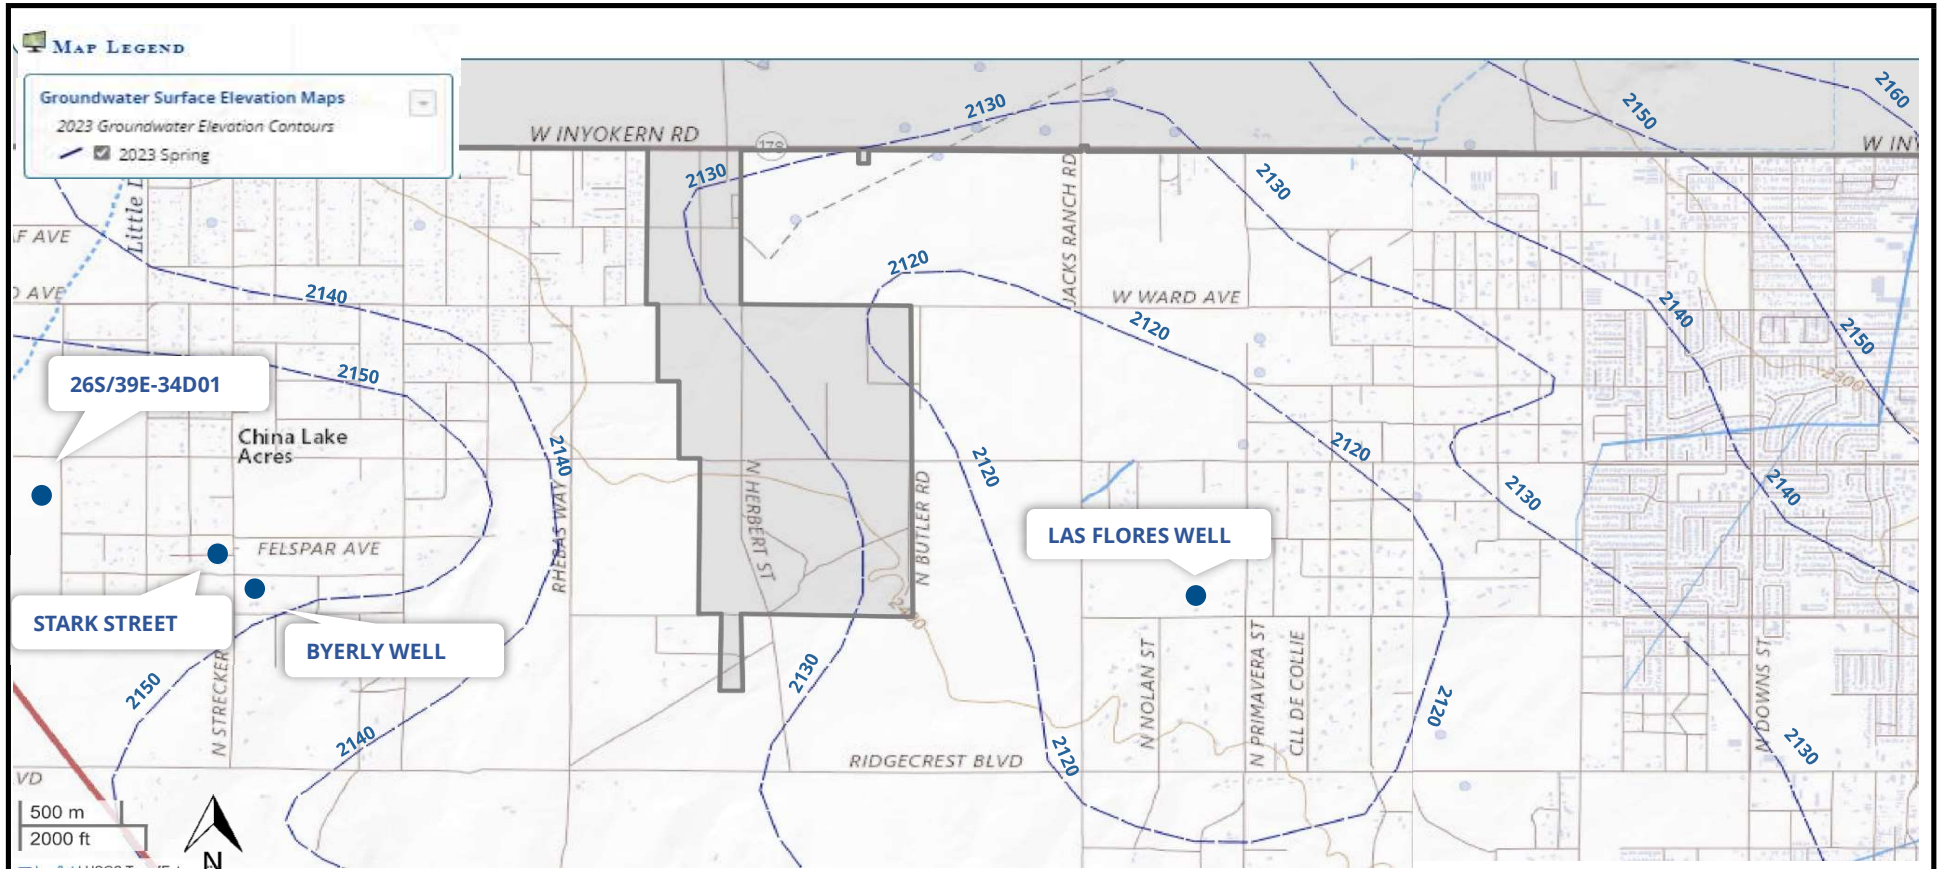 MAP LEGEND
Groundwater Surface Elevation Maps
2023 Groundwater Elevation Contours
2023 Spring
W INYOKERN RD
178
2130
2150
2160
W INY
2130
2130
JACKS RANCH RD
Little
AVE
AVE
2140
2120
W WARD AVE
2120
2140
2150
2300
26S/39E-34D01
2150
China Lake
Acres
2140
2120
2120
2130
2140
RHEBAS WAY
N HERBERT ST
N BUTLER RD
LAS FLORES WELL
FELSPAR AVE
STARK STREET
BYERLY WELL
2150
N STRECKER
2140
2130
N NOLAN ST
N PRIMAVERA ST
CLL DE COLLIE
2120
N DOWNS ST
2130
2120
RIDGECREST BLVD
VD
500 m
2000 ft
N